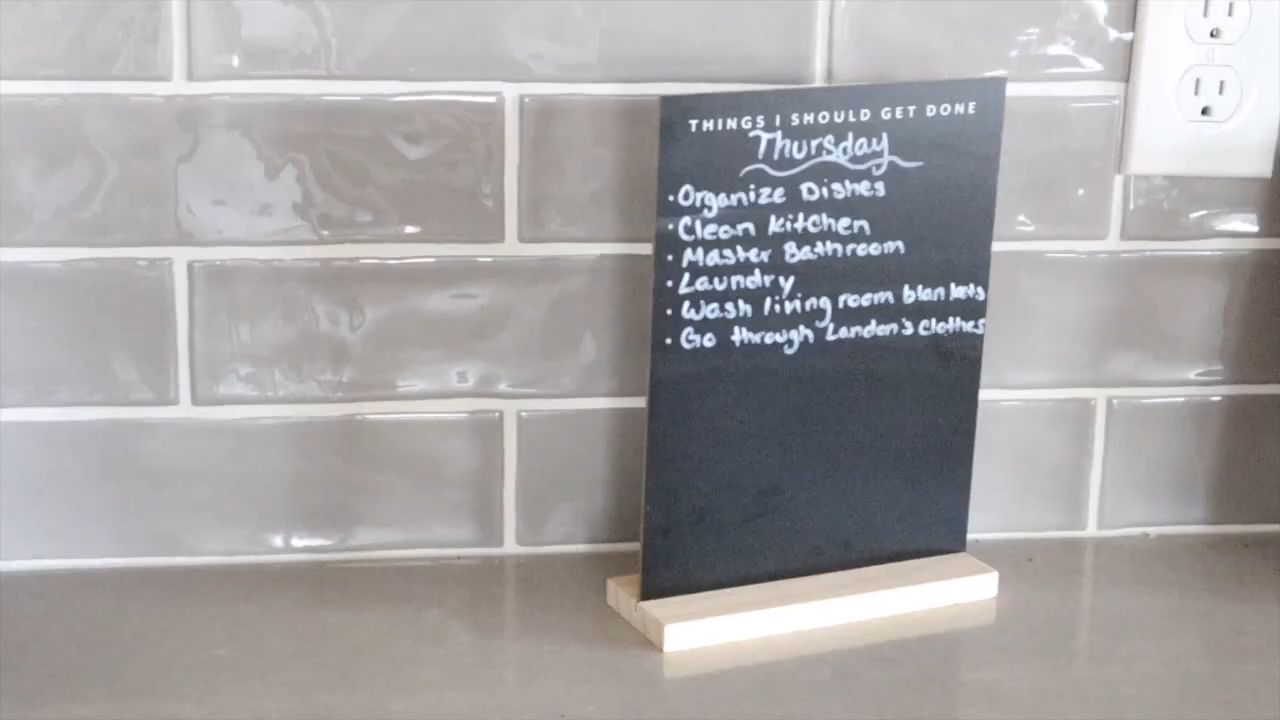 THINGS I SHOULD GET DONE
Thursday
• Organize Dishes
• Clean kitchen
• Master Bathroom
• Laundry
• Wash living room blankets
• Go through Landon's Clothes